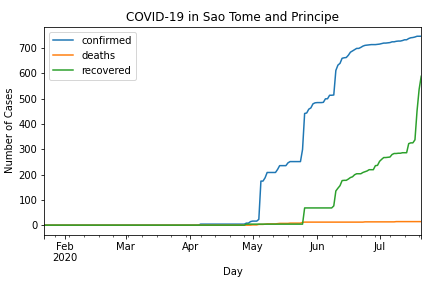 COVID-19 in Sao Tome and Principe
confirmed
deaths
recovered
Number of Cases
700
600
500
400
300
200
100
0
Feb
2020
Mar
Apr
May
Jun
Jul
Day